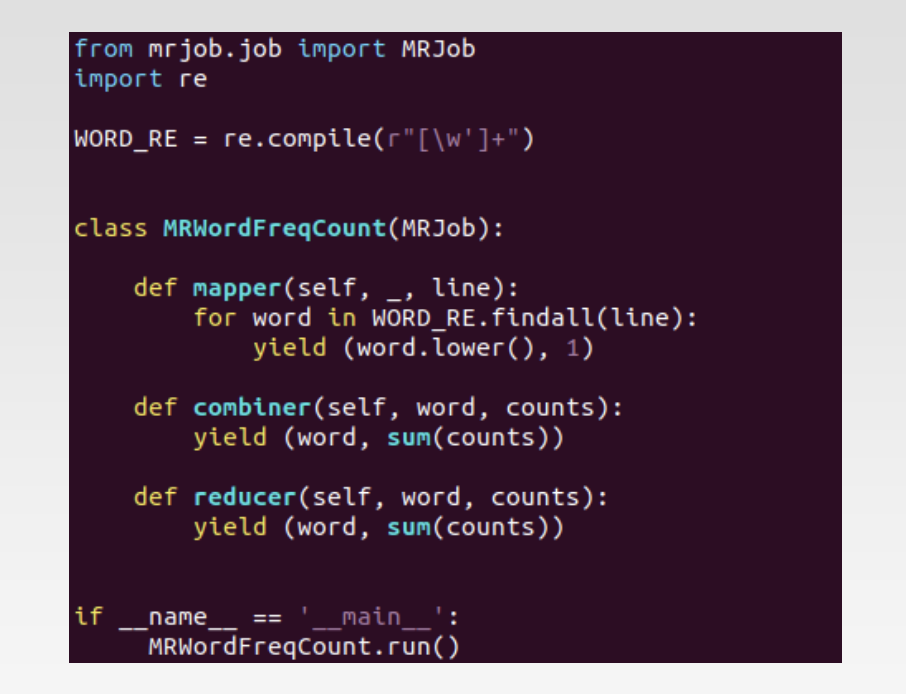 from mrjob.job import MRJob
import re
WORD_RE = re.compile(r"[\w']+")
class MRWordFreqCount(MRJob):
    def mapper(self, _, line):
        for word in WORD_RE.findall(line):
            yield (word.lower(), 1)
    def combiner(self, word, counts):
        yield (word, sum(counts))
    def reducer(self, word, counts):
        yield (word, sum(counts))
if __name__ == '__main__':
     MRWordFreqCount.run()